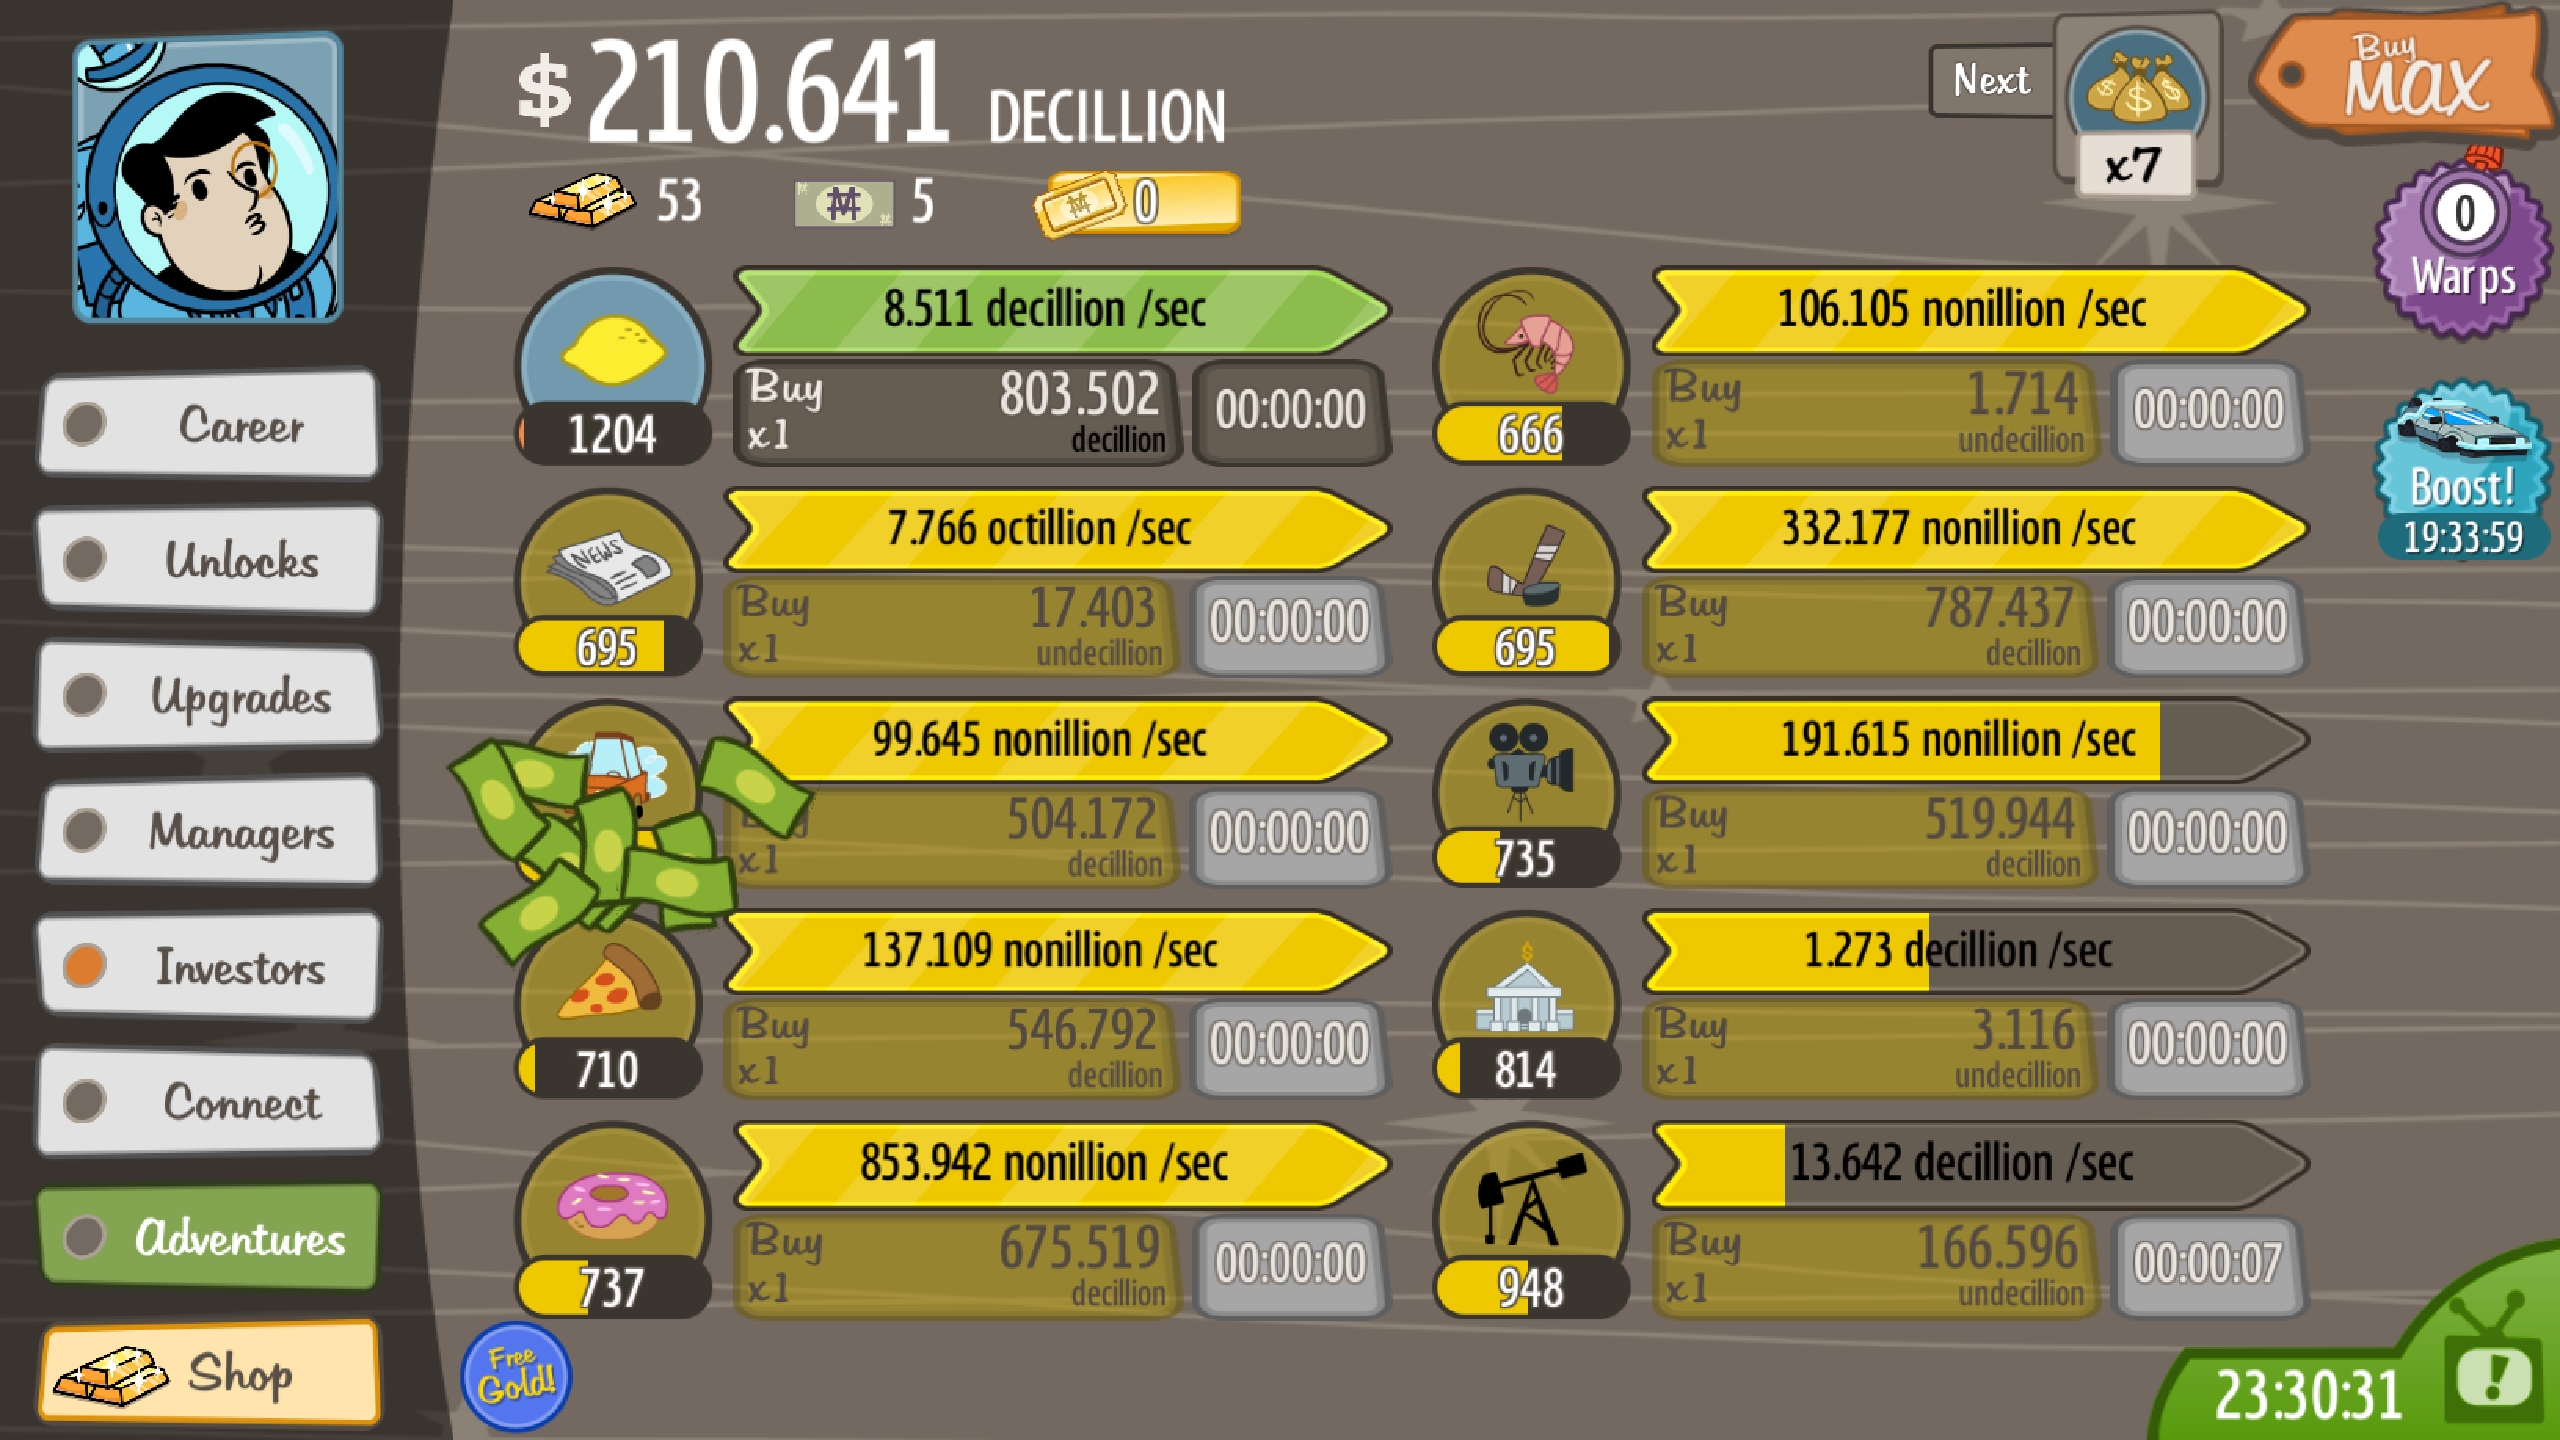 $210.641 DECILLION
53
5
0
Next
x7
Buy
MAX
0
Warps
Boost!
19:33:59
Career
Unlocks
Upgrades
Managers
Investors
Connect
Adventures
Shop
8.511 decillion /sec
1204
Buy
x1
803.502
decillion
00:00:00
106.105 nonillion /sec
666
Buy
x1
1.714
undecillion
00:00:00
7.766 octillion /sec
NEWS
695
Buy
x1
17.403
undecillion
00:00:00
332.177 nonillion /sec
695
Buy
x1
787.437
decillion
00:00:00
99.645 nonillion /sec
x1
504.172
decillion
00:00:00
191.615 nonillion /sec
735
Buy
x1
519.944
decillion
00:00:00
137.109 nonillion /sec
710
Buy
x1
546.792
decillion
00:00:00
1.273 decillion /sec
814
Buy
x1
3.116
undecillion
00:00:00
853.942 nonillion /sec
737
Buy
x1
675.519
decillion
00:00:00
13.642 decillion /sec
948
Buy
x1
166.596
undecillion
00:00:07
Free
Gold!
23:30:31
!